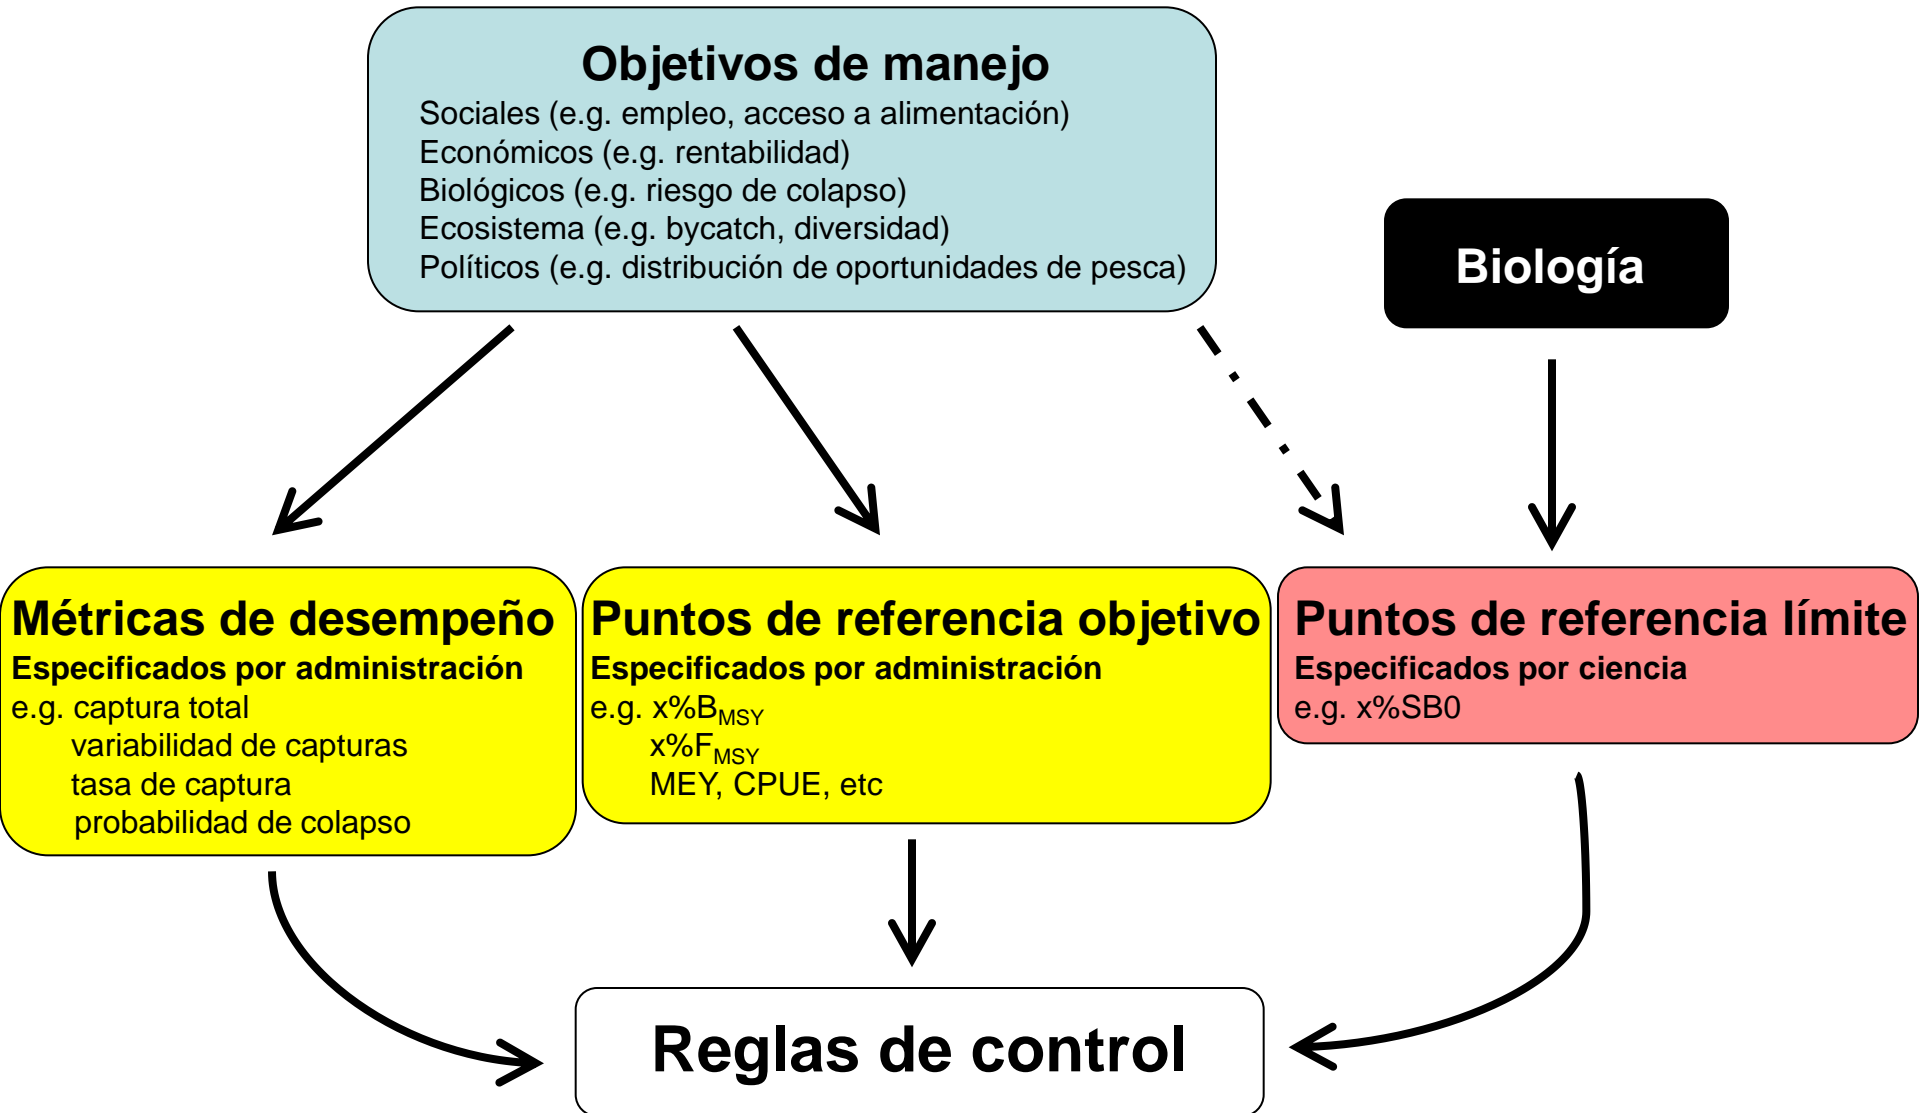 Objetivos de manejo
Sociales (e.g. empleo, acceso a alimentación)
Económicos (e.g. rentabilidad)
Biológicos (e.g. riesgo de colapso)
Ecosistema (e.g. bycatch, diversidad)
Políticos (e.g. distribución de oportunidades de pesca)
Biología
Métricas de desempeño
Especificados por administración
e.g. captura total
variabilidad de capturas
tasa de captura
probabilidad de colapso
Puntos de referencia objetivo
Especificados por administración
e.g. x%BMSY
x%FMSY
MEY, CPUE, etc
Puntos de referencia límite
Especificados por ciencia
e.g. x%SB0
Reglas de control